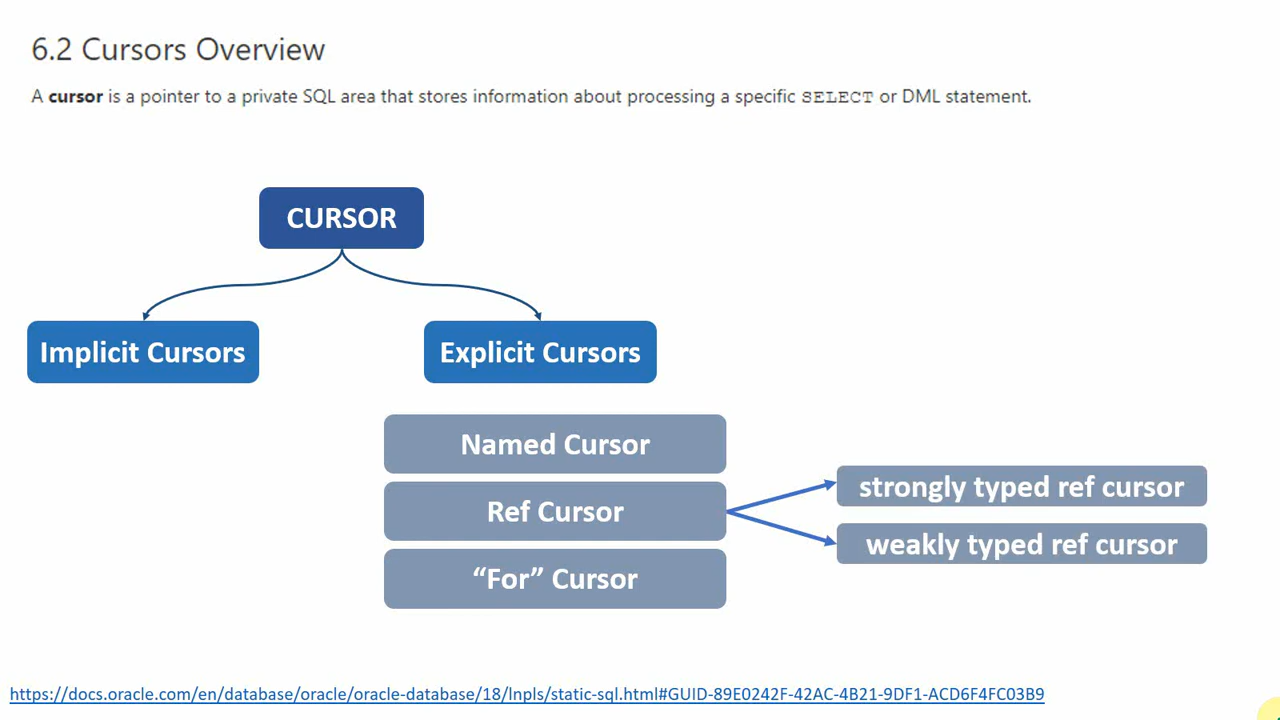 6.2 Cursors Overview
A cursor is a pointer to a private SQL area that stores information about processing a specific SELECT or DML statement.
CURSOR
Implicit Cursors
Explicit Cursors
Named Cursor
Ref Cursor
“For” Cursor
strongly typed ref cursor
weakly typed ref cursor
https://docs.oracle.com/en/database/oracle/oracle-database/18/lnpls/static-sql.html#GUID-89E0242F-42AC-4B21-9DF1-ACD6F4FC03B9